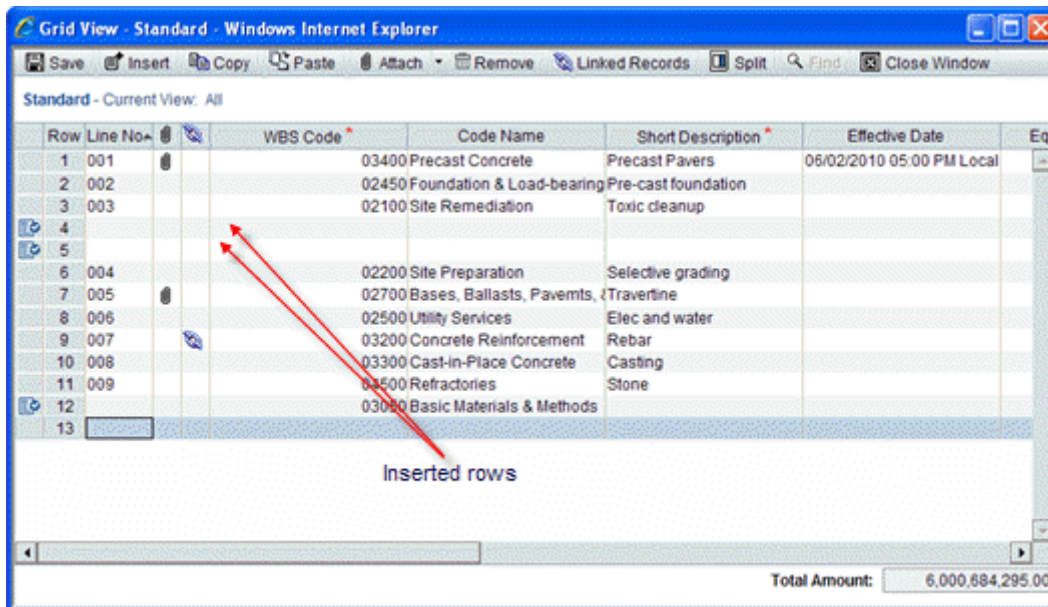 Grid View - Standard - Windows Internet Explorer
Save Insert Copy Paste Attach Remove Linked Records Split Find Close Window
Standard - Current View: All
Row Line No WBS Code * Code Name Short Description * Effective Date Eq
1 001 03400 Precast Concrete Precast Pavers 06/02/2010 05:00 PM Local
2 002 02450 Foundation & Load-bearing Pre-cast foundation
3 003 02100 Site Remediation Toxic cleanup
4
5
6 004 02200 Site Preparation Selective grading
7 005 02700 Bases, Ballasts, Pavemts, & Travertine
8 006 02500 Utility Services Elec and water
9 007 03200 Concrete Reinforcement Rebar
10 008 03300 Cast-in-Place Concrete Casting
11 009 04500 Refractories Stone
12 03050 Basic Materials & Methods
13
Inserted rows
Total Amount: 6,000,684,295.00